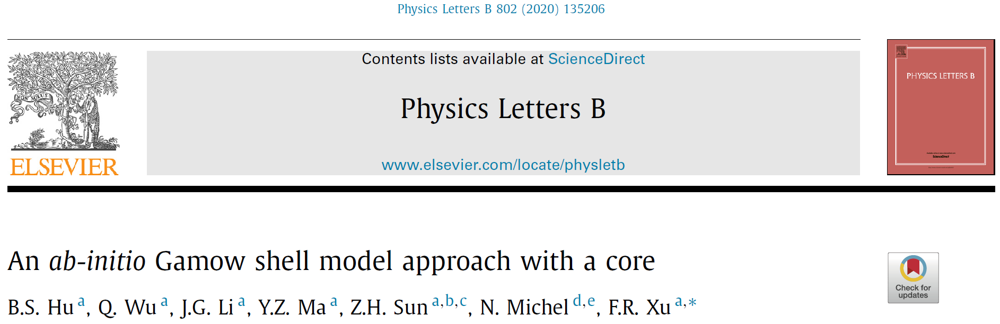 Physics Letters B 802 (2020) 135206
Contents lists available at ScienceDirect
Physics Letters B
www.elsevier.com/locate/physletb
NON SOLUS
ELSEVIER
PHYSICS LETTERS B
ScienceDirect
An ab-initio Gamow shell model approach with a core
Check for
updates
B.S. Hu a, Q. Wu a, J.G. Li a, Y.Z. Ma a, Z.H. Sun a,b,c, N. Michel d,e, F.R. Xu a,*